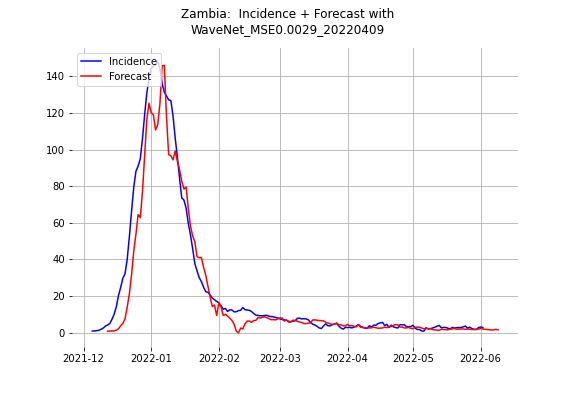 Zambia: Incidence + Forecast with
WaveNet_MSE0.0029_20220409
Incidence
Forecast
140
120
100
80
60
40
20
0
2021-12 2022-01 2022-02 2022-03 2022-04 2022-05 2022-06